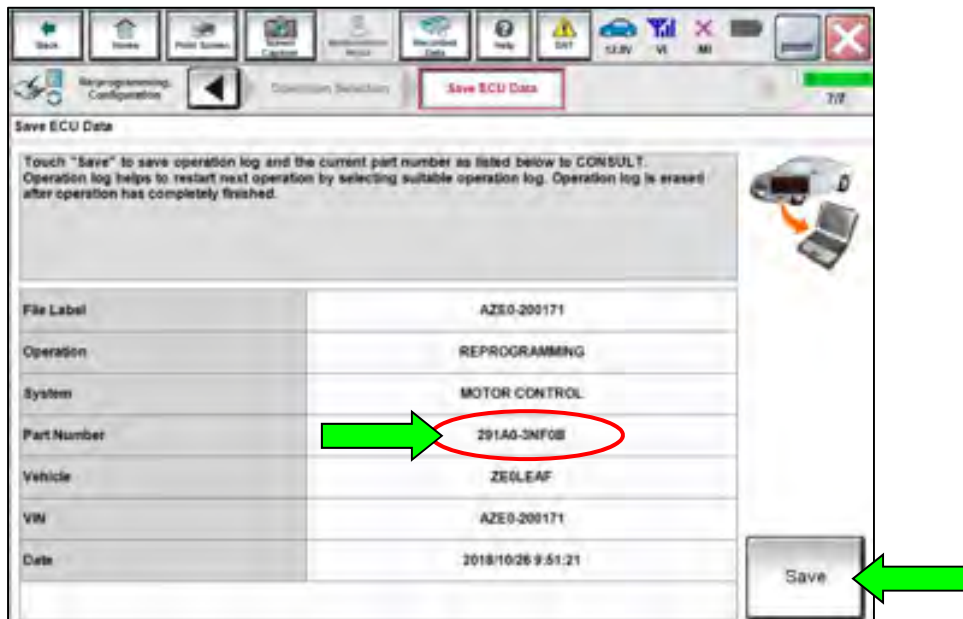 Back
Home
Print Screen
Screen Capture
Measurement Mode
Recorded Data
Help
VI
MI
Reprogramming/ Configuration
Operation Selection
Save ECU Data
7/7
Save ECU Data
Touch "Save" to save operation log and the current part number as listed below to CONSULT.
Operation log helps to restart next operation by selecting suitable operation log. Operation log is erased
after operation has completely finished.
File Label
AZE0-200171
Operation
REPROGRAMMING
System
MOTOR CONTROL
Part Number
291A0-3NF0B
Vehicle
ZE0LEAF
VIN
AZE0-200171
Date
2018/10/26 9:51:21
Save